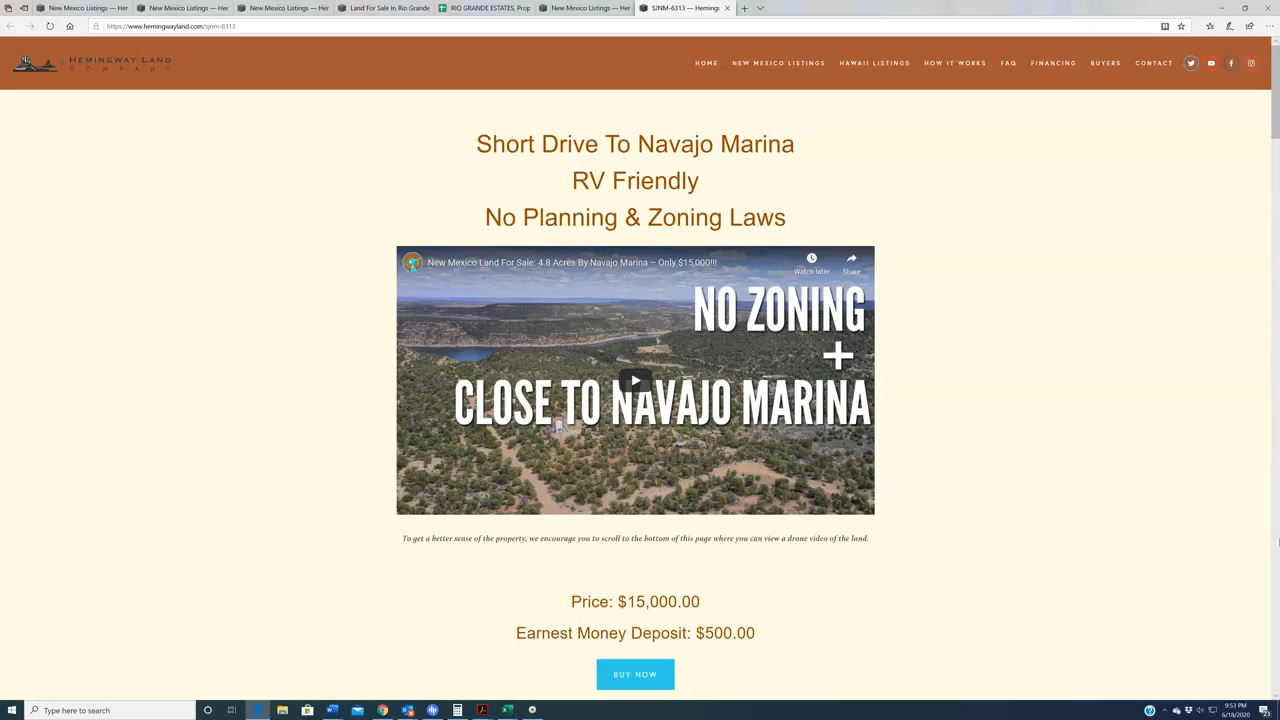 New Mexico Listings — Her
New Mexico Listings — Her
New Mexico Listings — Her
Land For Sale In Rio Grande
RIO GRANDE ESTATES, Prop
New Mexico Listings — Her
SJNM-6313 — Heming
https://www.hemingwayland.com/sjnm-6313
HEMINGWAY LAND
COMPANY
HOME
NEW MEXICO LISTINGS
HAWAII LISTINGS
HOW IT WORKS
FAQ
FINANCING
BUYERS
CONTACT
Short Drive To Navajo Marina
RV Friendly
No Planning & Zoning Laws
New Mexico Land For Sale: 4.8 Acres By Navajo Marina – Only $15,000!!!
Watch later
Share
NO ZONING
+
CLOSE TO NAVAJO MARINA
To get a better sense of the property, we encourage you to scroll to the bottom of this page where you can view a drone video of the land.
Price: $15,000.00
Earnest Money Deposit: $500.00
BUY NOW
Type here to search
9:53 PM
6/18/2020
23